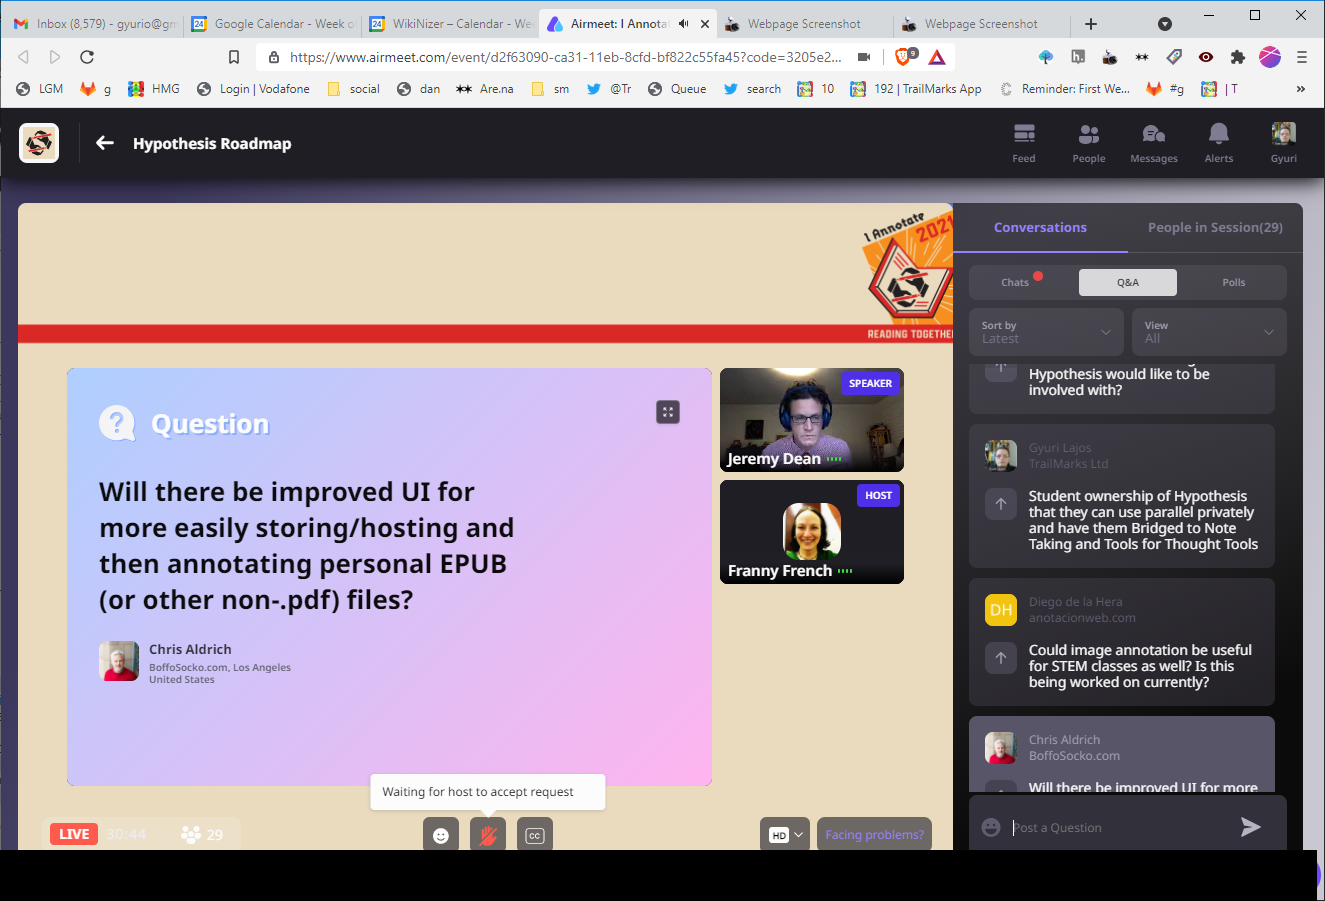 Inbox (8,579) - gyurio@gm
Google Calendar - Week o
WikiNizer – Calendar - We
Airmeet: I Annota
Webpage Screenshot
Webpage Screenshot
https://www.airmeet.com/event/d2f63090-ca31-11eb-8cfd-bf822c55fa45?code=3205e2...
9
LGM
g
HMG
Login | Vodafone
social
dan
Are.na
sm
@Tr
Queue
search
10
192 | TrailMarks App
Reminder: First We...
#g
| T
»
Hypothesis Roadmap
Feed
People
Messages
Alerts
Gyuri
I Annotate
2021
READING TOGETHE
Question
Will there be improved UI for
more easily storing/hosting and
then annotating personal EPUB
(or other non-.pdf) files?
Chris Aldrich
BoffoSocko.com, Los Angeles
United States
SPEAKER
Jeremy Dean
HOST
Franny French
Waiting for host to accept request
LIVE
30:44
29
CC
HD
Facing problems?
Conversations
People in Session(29)
Chats
Q&A
Polls
Sort by
Latest
View
All
Hypothesis would like to be
involved with?
Gyuri Lajos
TrailMarks Ltd
Student ownership of Hypothesis
that they can use parallel privately
and have them Bridged to Note
Taking and Tools for Thought Tools
DH
Diego de la Hera
anotacionweb.com
Could image annotation be useful
for STEM classes as well? Is this
being worked on currently?
Chris Aldrich
BoffoSocko.com
Will there be improved UI for more
Post a Question